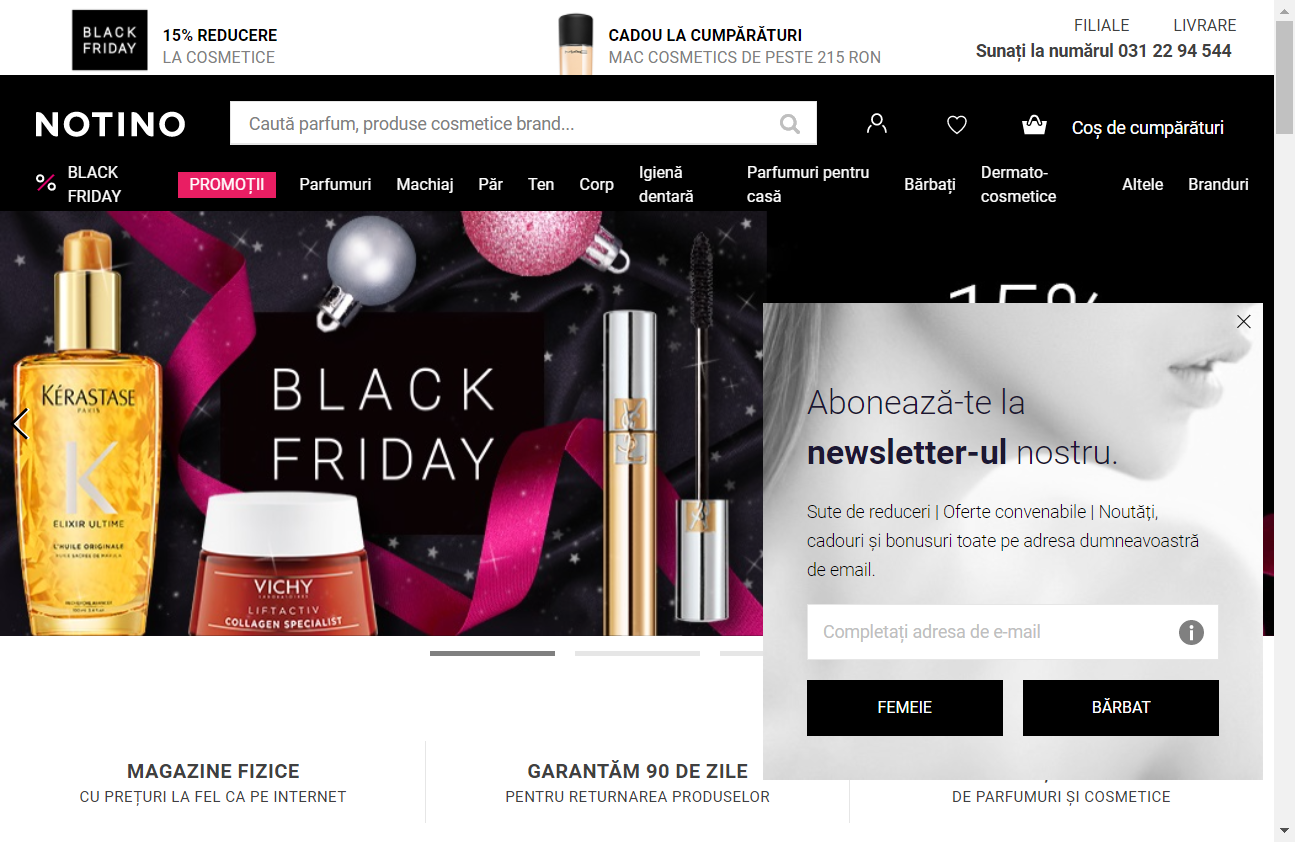 BLACK
FRIDAY
15% REDUCERE
LA COSMETICE
CADOU LA CUMPĂRĂTURI
MAC COSMETICS DE PESTE 215 RON
FILIALE
LIVRARE
Sunați la numărul 031 22 94 544
NOTINO
Caută parfum, produse cosmetice brand...
Coș de cumpărături
BLACK
FRIDAY
PROMOȚII
Parfumuri
Machiaj
Păr
Ten
Corp
Igienă
dentară
Parfumuri pentru
casă
Bărbați
Dermato-
cosmetice
Altele
Branduri
KÉRASTASE
PARIS
K
ELIXIR ULTIME
L'HUILE ORIGINALE
BLACK
FRIDAY
VICHY
LABORATOIRES
LIFTACTIV
COLLAGEN SPECIALIST
15%
Abonează-te la
newsletter-ul nostru.
Sute de reduceri | Oferte convenabile | Noutăți,
cadouri și bonusuri toate pe adresa dumneavoastră
de email.
Completați adresa de e-mail
FEMEIE
BĂRBAT
MAGAZINE FIZICE
CU PREȚURI LA FEL CA PE INTERNET
GARANTĂM 90 DE ZILE
PENTRU RETURNAREA PRODUSELOR
DE PARFUMURI ȘI COSMETICE